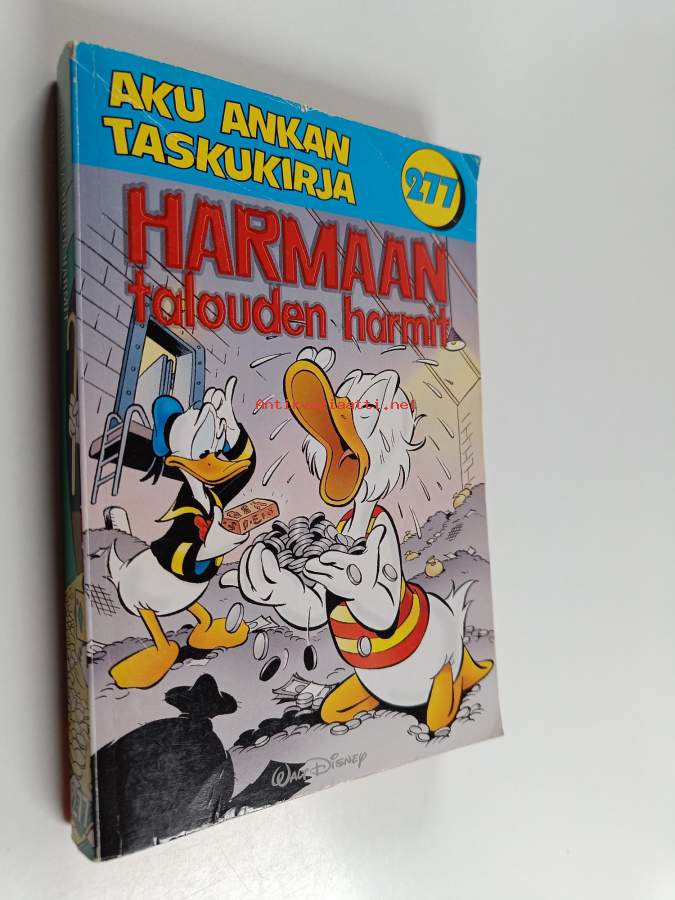 AKU ANKAN
TASKUKIRJA
277
HARMAAN
talouden harmit
Antikvariaatti.net
WALT DISNEY